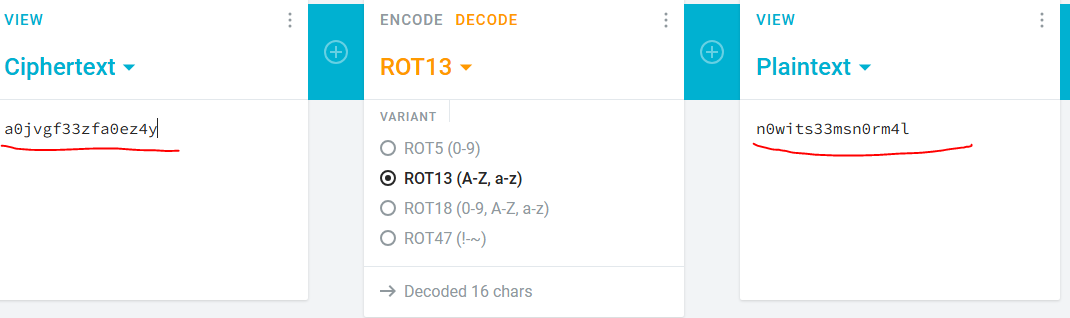 VIEW
Ciphertext
a0jvgf33zfa0ez4y
ENCODE DECODE
ROT13
VARIANT
ROT5 (0-9)
ROT13 (A-Z, a-z)
ROT18 (0-9, A-Z, a-z)
ROT47 (!-~)
Decoded 16 chars
VIEW
Plaintext
n0wits33msn0rm4l